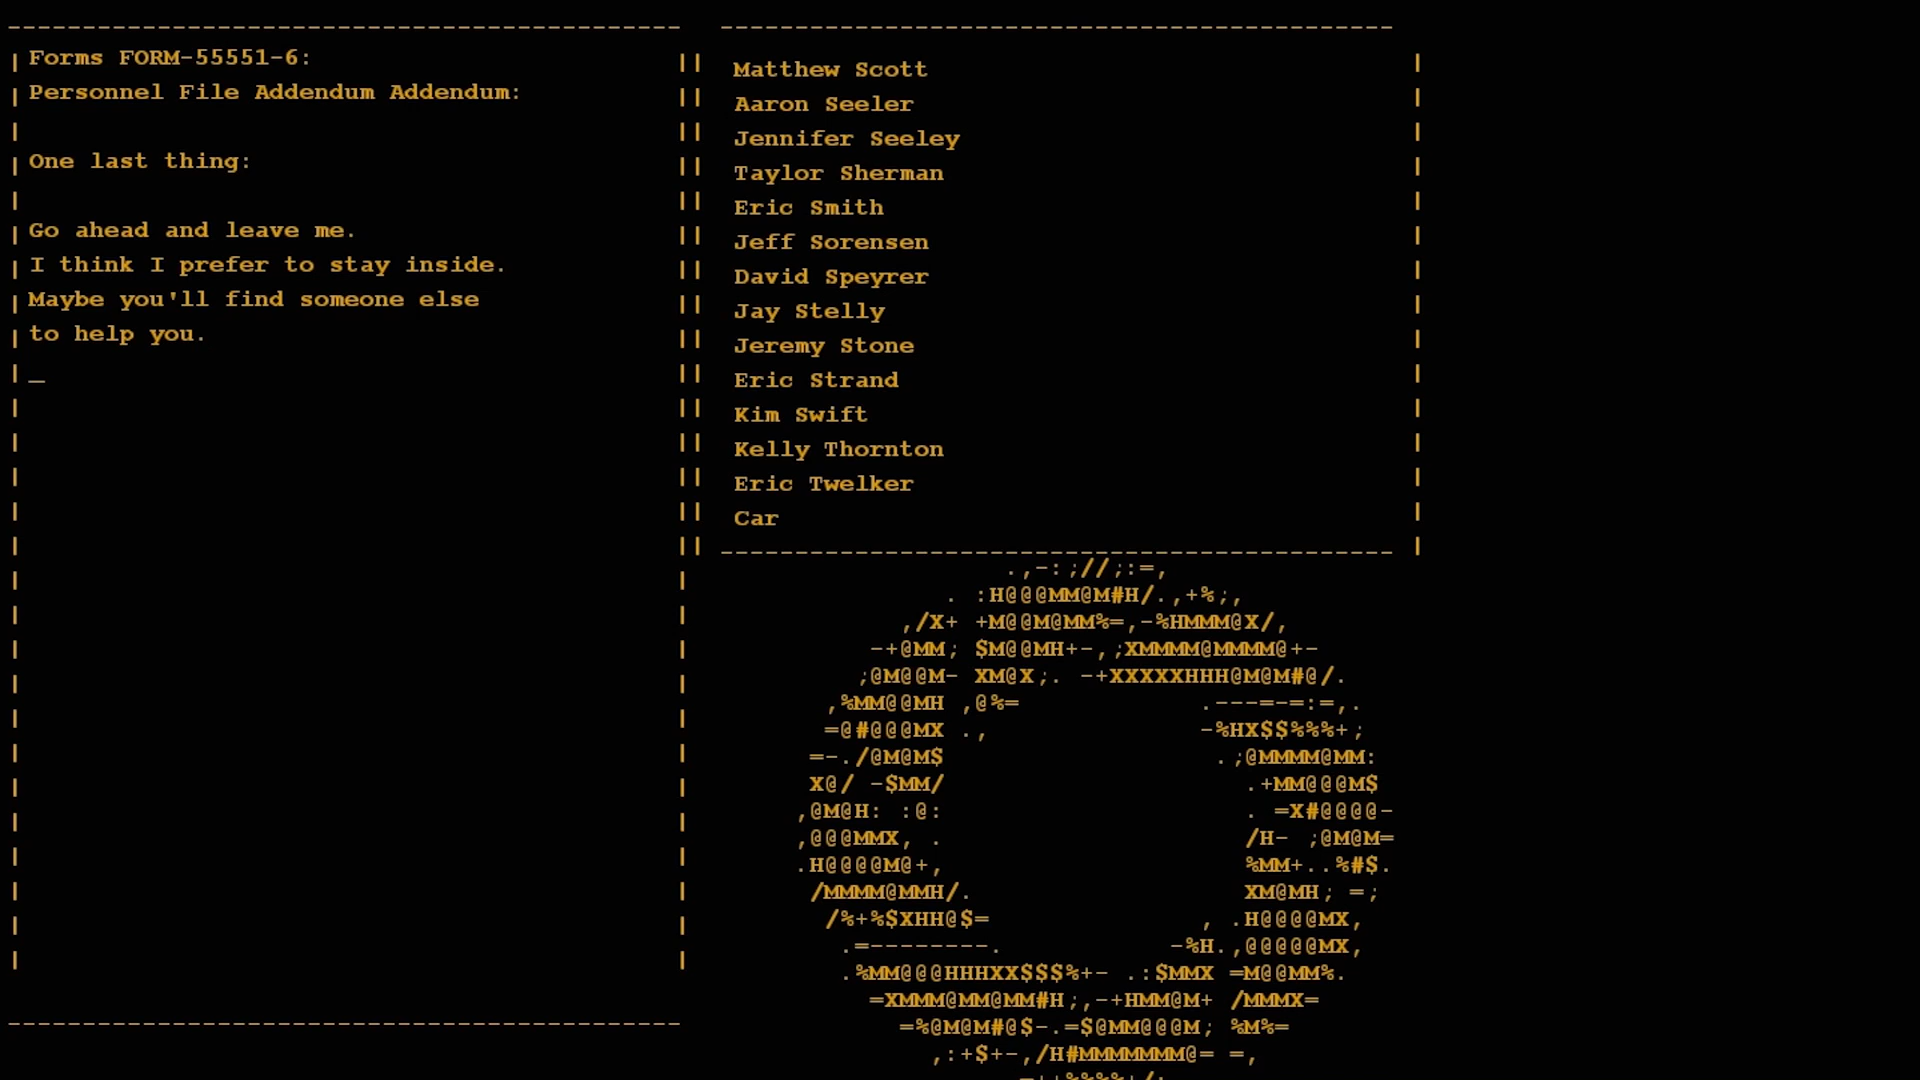 Forms FORM-55551-6:
Personnel File Addendum Addendum:
One last thing:
Go ahead and leave me.
I think I prefer to stay inside.
Maybe you'll find someone else
to help you.
_
Matthew Scott
Aaron Seeler
Jennifer Seeley
Taylor Sherman
Eric Smith
Jeff Sorensen
David Speyrer
Jay Stelly
Jeremy Stone
Eric Strand
Kim Swift
Kelly Thornton
Eric Twelker
Car